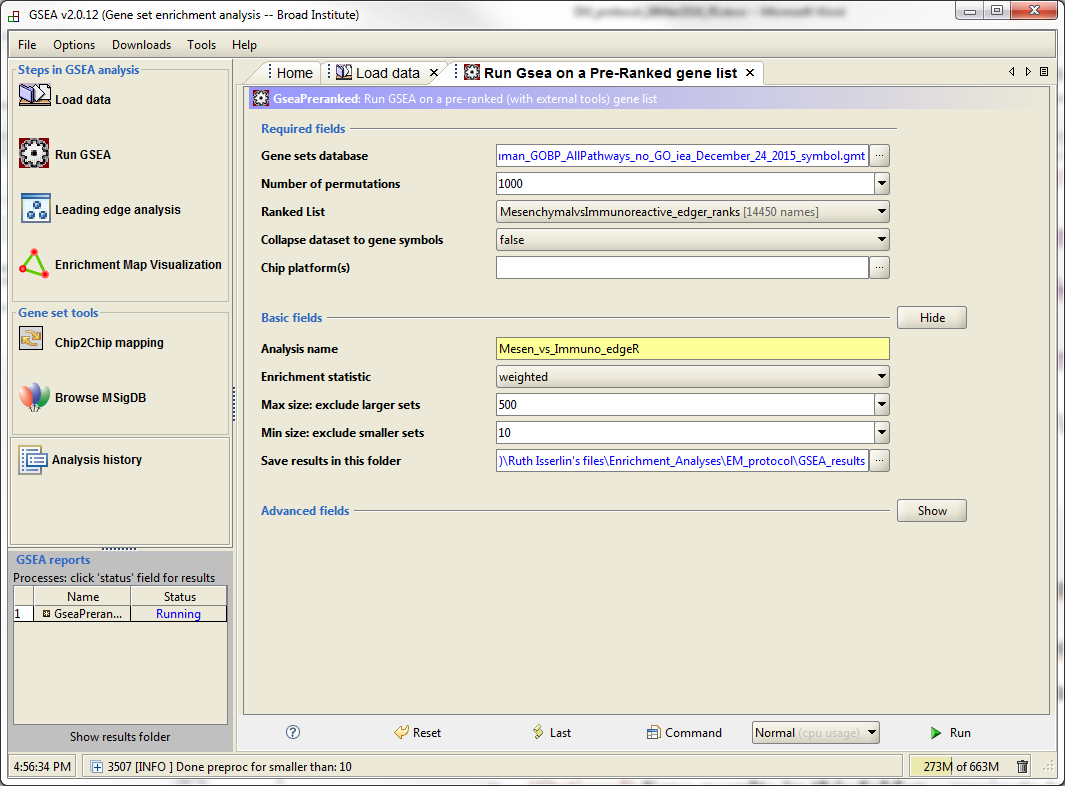 GSEA v2.0.12 (Gene set enrichment analysis -- Broad Institute)
File Options Downloads Tools Help
Steps in GSEA analysis
Load data
Run GSEA
Leading edge analysis
Enrichment Map Visualization
Gene set tools
Chip2Chip mapping
Browse MSigDB
Analysis history
GSEA reports
Processes: click 'status' field for results
Name Status
1 GseaPreran... Running
Show results folder
Home Load data Run Gsea on a Pre-Ranked gene list
GseaPreranked: Run GSEA on a pre-ranked (with external tools) gene list
Required fields
Gene sets database uman_GOBP_AllPathways_no_GO_iea_December_24_2015_symbol.gmt ...
Number of permutations 1000
Ranked List MesenchymalvsImmunoreactive_edger_ranks [14450 names]
Collapse dataset to gene symbols false
Chip platform(s) ...
Basic fields Hide
Analysis name Mesen_vs_Immuno_edgeR
Enrichment statistic weighted
Max size: exclude larger sets 500
Min size: exclude smaller sets 10
Save results in this folder )\Ruth Isserlin's files\Enrichment_Analyses\EM_protocol\GSEA_results ...
Advanced fields Show
? Reset Last Command Normal (cpu usage) Run
4:56:34 PM 3507 [INFO ] Done preproc for smaller than: 10 273M of 663M